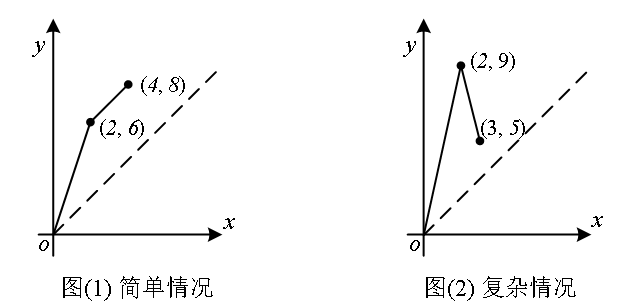 y
(4, 8)
(2, 6)
x
o
图(1) 简单情况
y
(2, 9)
(3, 5)
x
o
图(2) 复杂情况